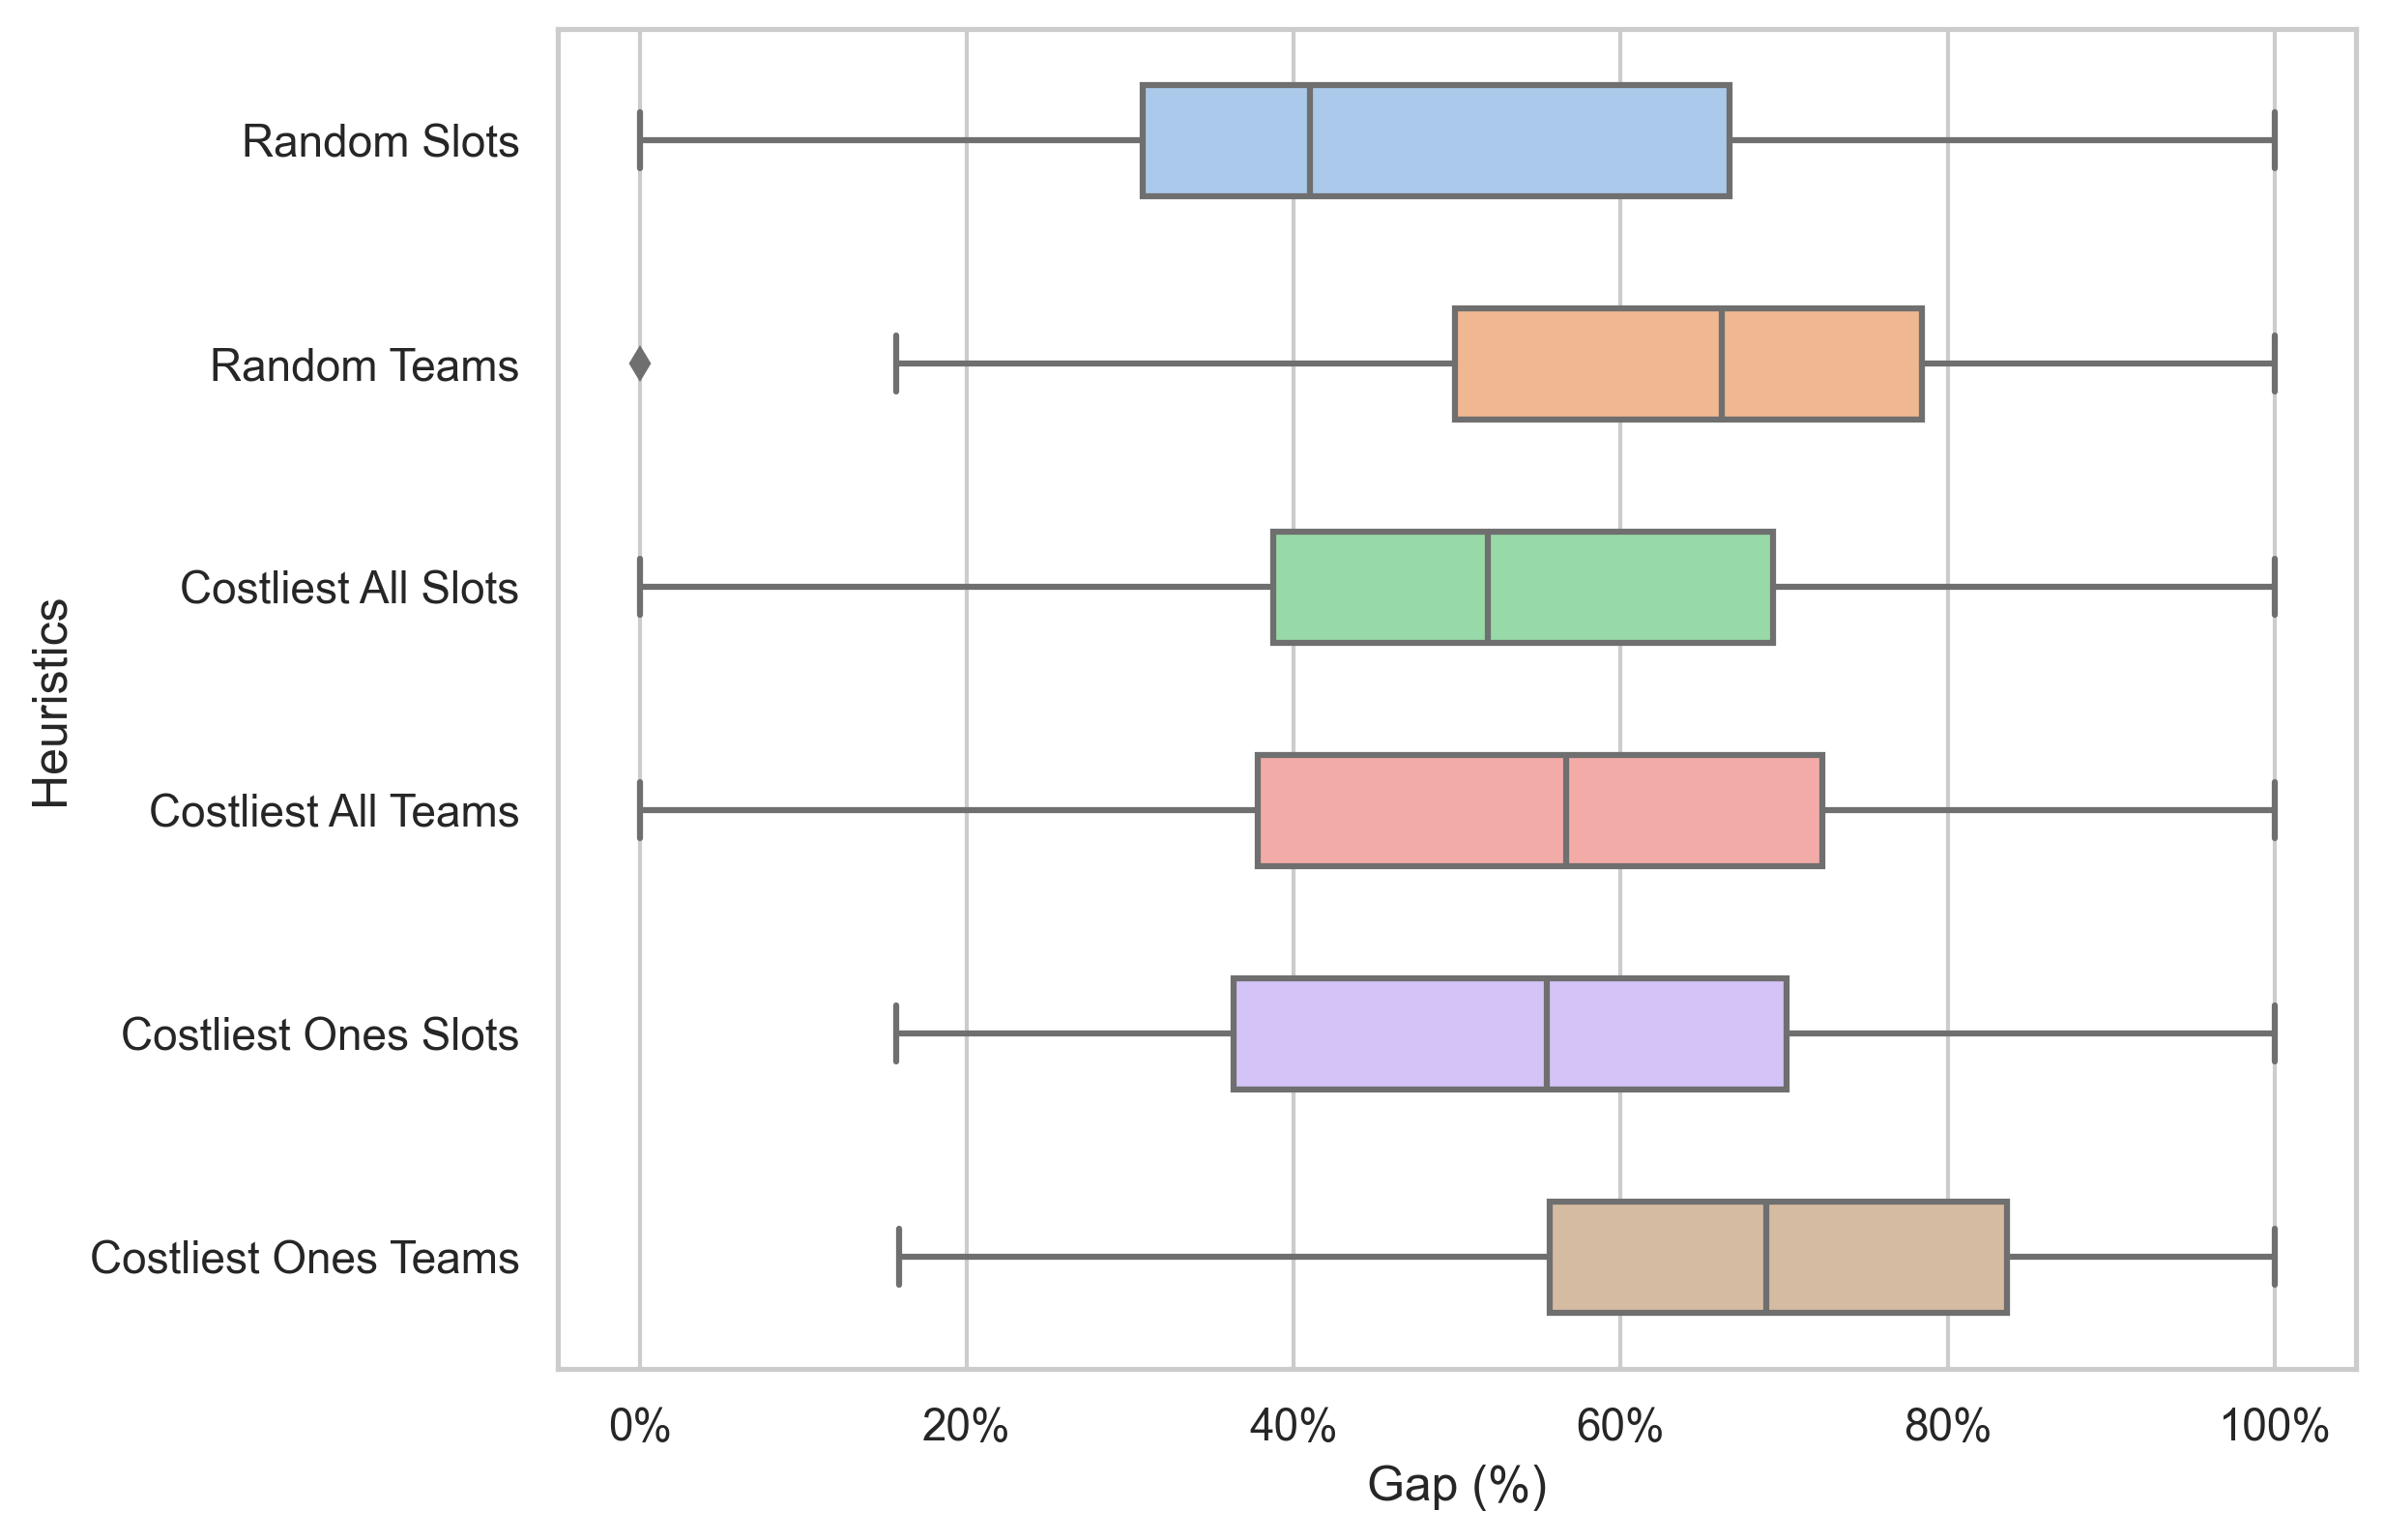 Heuristics
Random Slots
Random Teams
Costliest All Slots
Costliest All Teams
Costliest Ones Slots
Costliest Ones Teams
0% 20% 40% 60% 80% 100%
Gap (%)